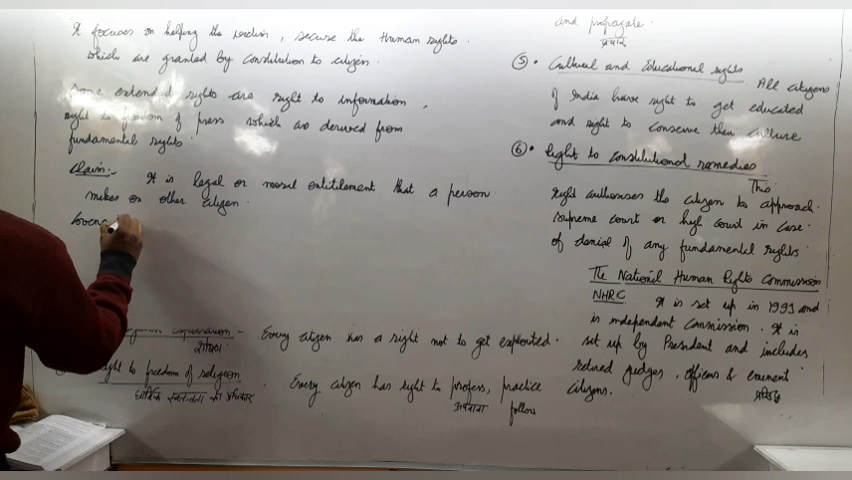 It focuses on helping the victim, secure the Human rights.
which are granted by constitution to citizen.
Some extend rights are right to information,
right to freedom of press which are derived from
fundamental rights.
Claim:- It is legal or moral entitlement that a person
makes on other citizen.
Every citizen has a right not to get exploited.
शोषण
right to freedom of religion. Every citizen has right to profess, practice
धार्मिक स्वतन्त्रता का अधिकार
follow
and propagate.
प्रचार
⑤ • Cultural and Educational rights. All citizens
of India have right to get educated
and right to conserve their culture
⑥ • Right to constitutional remedies
This
right authorises the citizen to approach.
supreme court or high court in case.
of denial of any fundamental rights.
The National Human Rights Commission
NHRC It is set up in 1993 and
is independent Commission. It is
set up by President and includes
retired judges, officers & eminent
citizens.